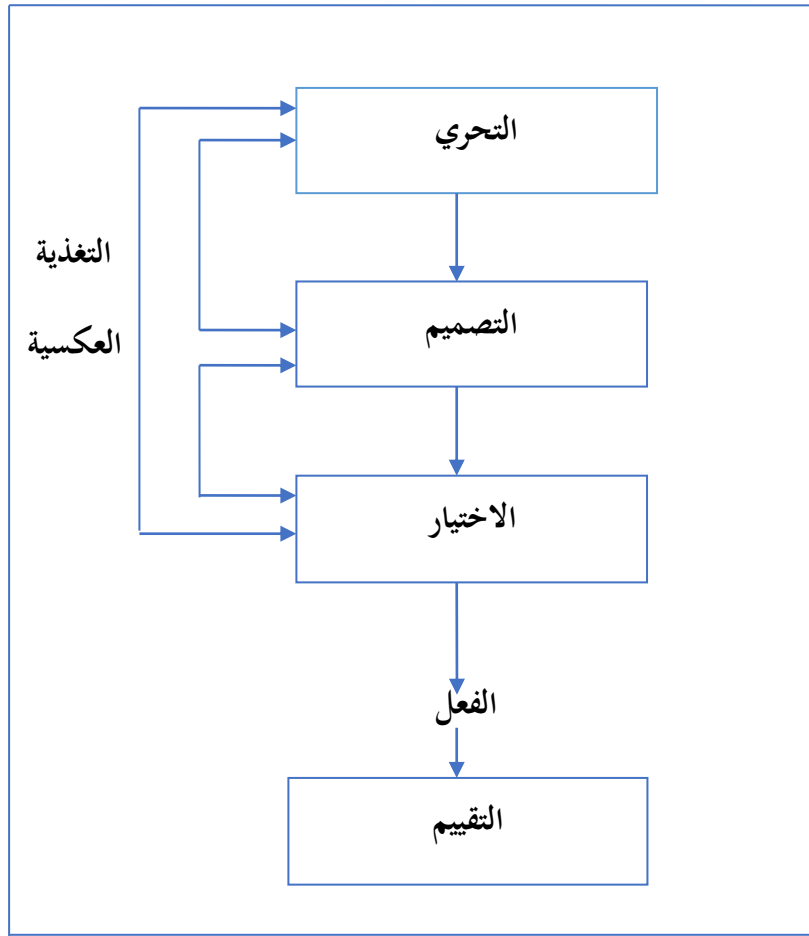 التحري
التغذية
العكسية
التصميم
الاختيار
الفعل
التقييم